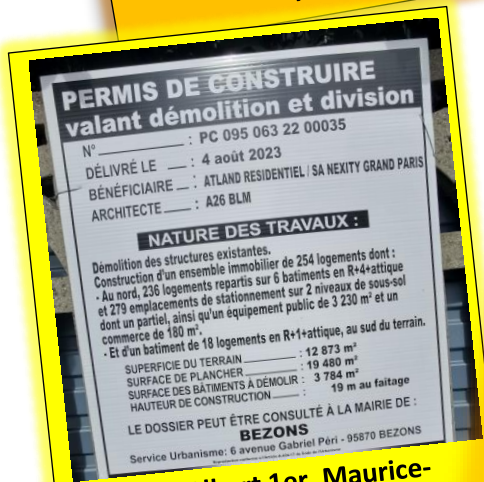 PERMIS DE CONSTRUIRE
valant démolition et division
N° : PC 095 063 22 00035
DÉLIVRÉ LE : 4 août 2023
BÉNÉFICIAIRE : ATLAND RESIDENTIEL / SA NEXITY GRAND PARIS
ARCHITECTE : A26 BLM
NATURE DES TRAVAUX :
Démolition des structures existantes.
Construction d'un ensemble immobilier de 254 logements dont :
- Au nord, 236 logements repartis sur 6 batiments en R+4+attique
et 279 emplacements de stationnement sur 2 niveaux de sous-sol
dont un partiel, ainsi qu'un équipement public de 3 230 m² et un
commerce de 180 m².
- Et d'un batiment de 18 logements en R+1+attique, au sud du terrain.
SUPERFICIE DU TERRAIN : 12 873 m²
SURFACE DE PLANCHER : 19 480 m²
SURFACE DES BÂTIMENTS À DÉMOLIR : 3 784 m²
HAUTEUR DE CONSTRUCTION : 19 m au faitage
LE DOSSIER PEUT ÊTRE CONSULTÉ À LA MAIRIE DE :
BEZONS
Service Urbanisme: 6 avenue Gabriel Péri - 95870 BEZONS
1er, Maurice-